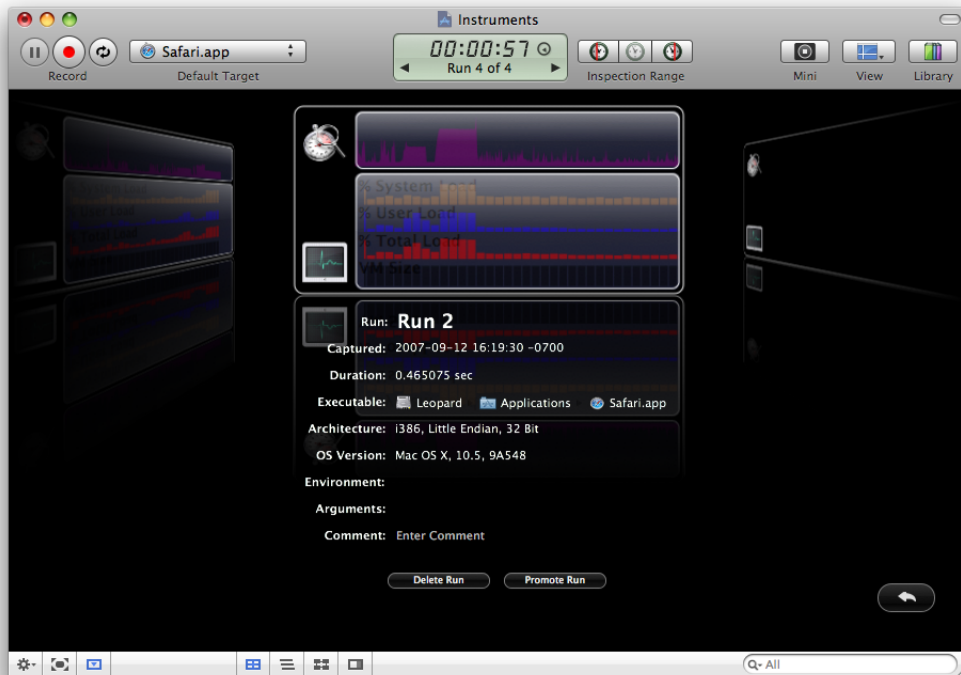 Instruments
Safari.app
00:00:57
Run 4 of 4
Record
Default Target
Inspection Range
Mini
View
Library
% System Load
% User Load
% Total Load
VM Size
Run: Run 2
Captured: 2007-09-12 16:19:30 -0700
Duration: 0.465075 sec
Executable: Leopard Applications Safari.app
Architecture: i386, Little Endian, 32 Bit
OS Version: Mac OS X, 10.5, 9A548
Environment:
Arguments:
Comment: Enter Comment
Delete Run
Promote Run
All